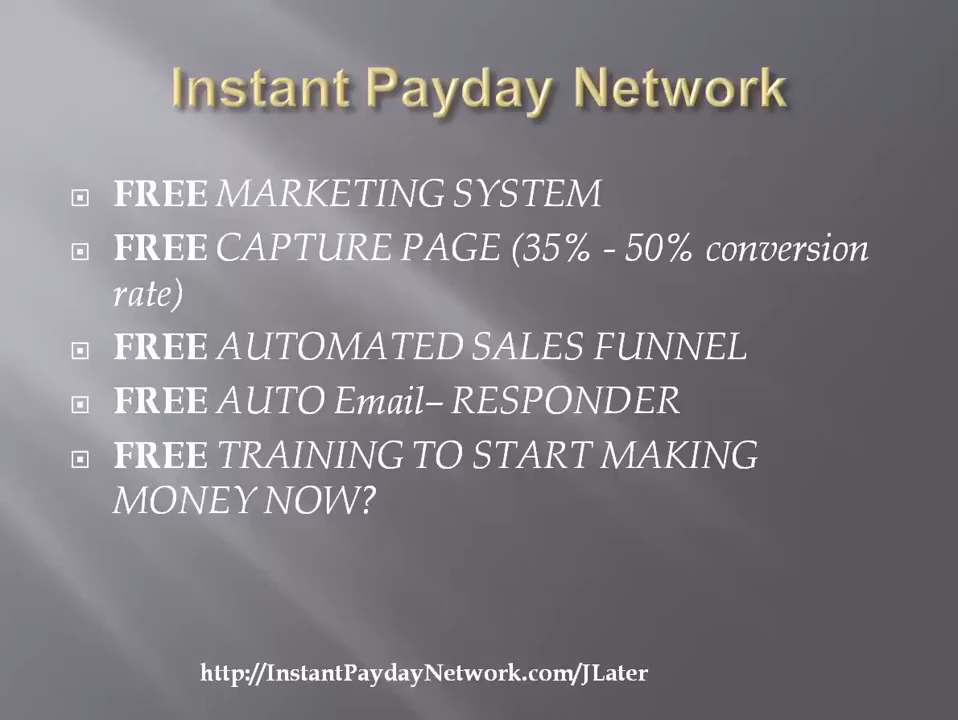 Instant Payday Network
FREE MARKETING SYSTEM
FREE CAPTURE PAGE (35% - 50% conversion
rate)
FREE AUTOMATED SALES FUNNEL
FREE AUTO Email– RESPONDER
FREE TRAINING TO START MAKING
MONEY NOW?
http://InstantPaydayNetwork.com/JLater